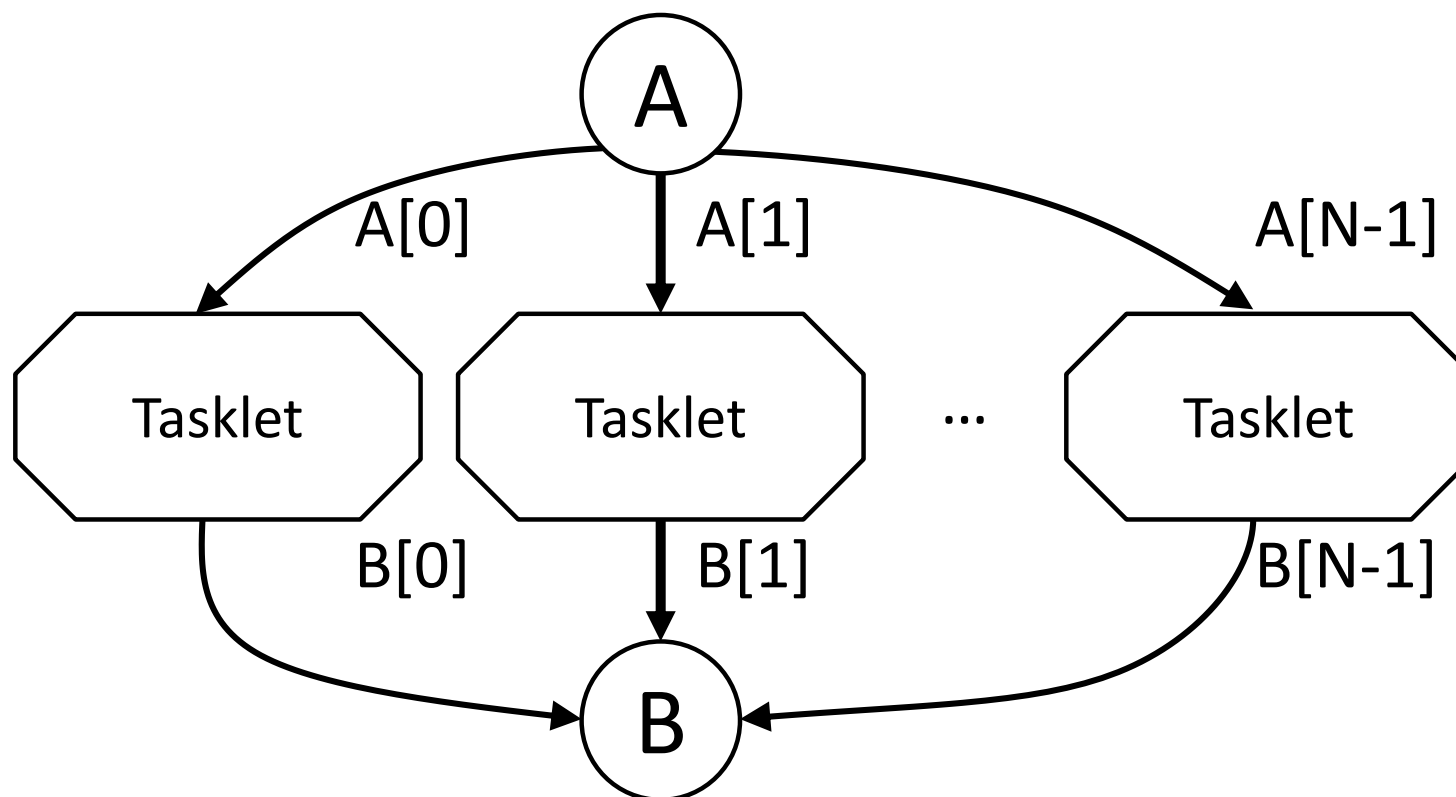 A
A[0]
A[1]
A[N-1]
Tasklet
Tasklet
...
Tasklet
B[0]
B[1]
B[N-1]
B